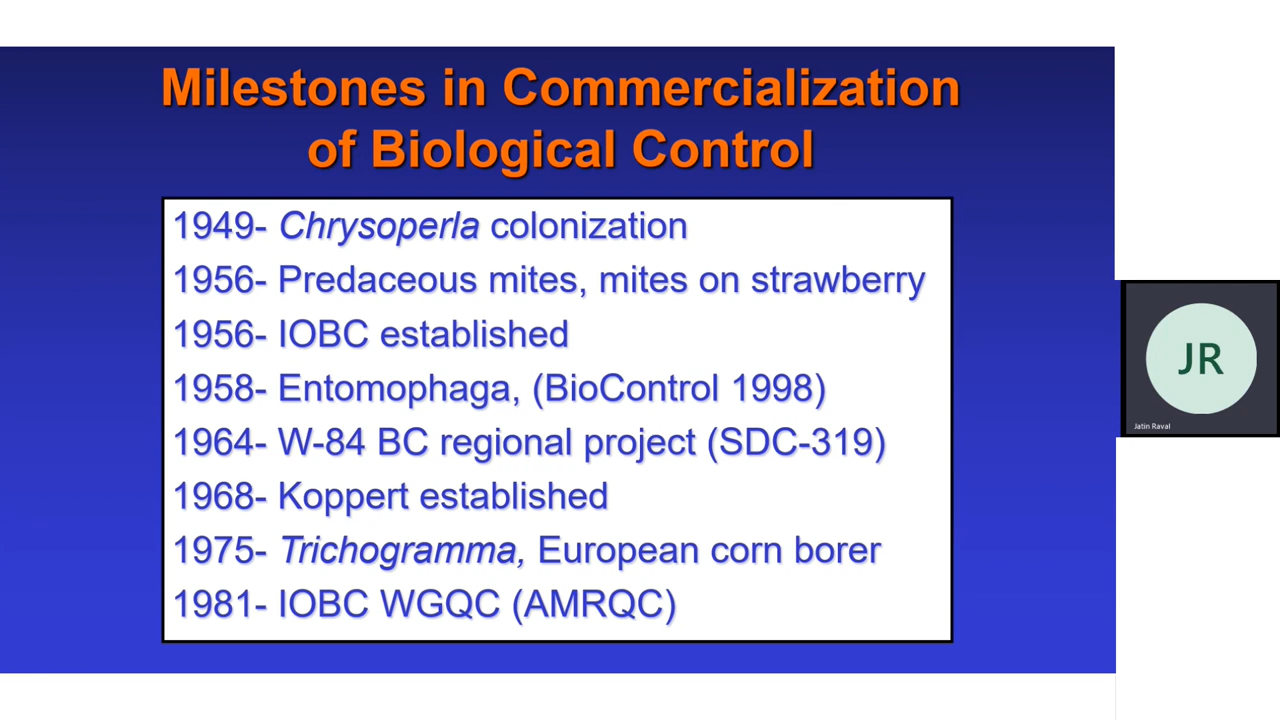 Milestones in Commercialization
of Biological Control
1949- Chrysoperla colonization
1956- Predaceous mites, mites on strawberry
1956- IOBC established
1958- Entomophaga, (BioControl 1998)
1964- W-84 BC regional project (SDC-319)
1968- Koppert established
1975- Trichogramma, European corn borer
1981- IOBC WGQC (AMRQC)
JR
Jatin Raval